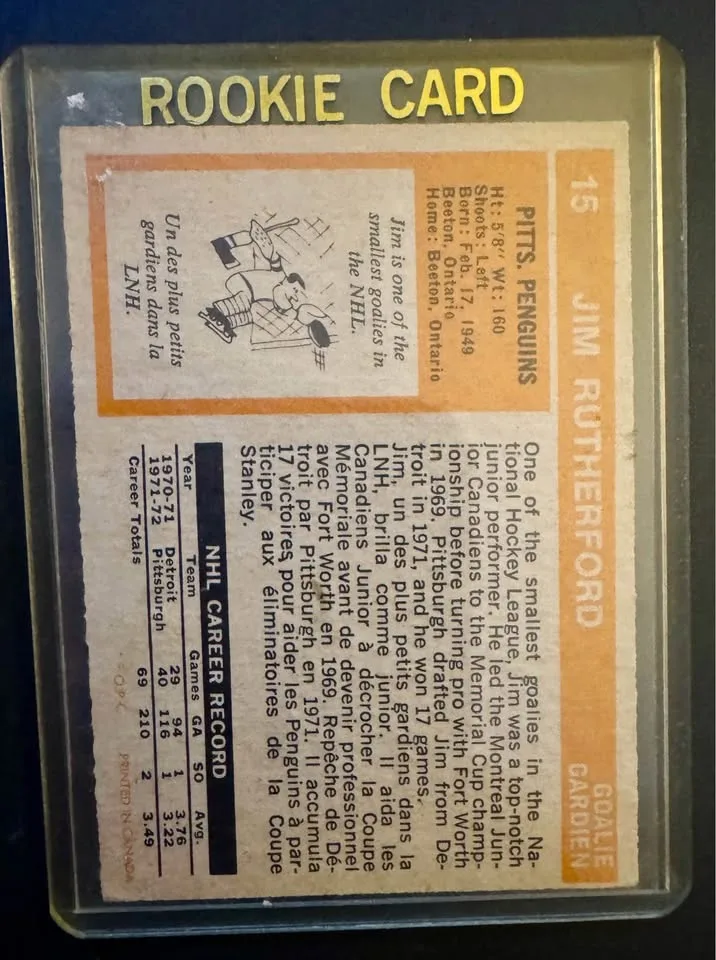 ROOKIE CARD
15 JIM RUTHERFORD GOALIE
GARDIEN
PITTS. PENGUINS
Ht: 5'8" Wt: 160
Shoots: Left
Born: Feb. 17, 1949
Beeton, Ontario
Home: Beeton, Ontario
Jim is one of the
smallest goalies in
the NHL.
Un des plus petits
gardiens dans la
LNH.
One of the smallest goalies in the Na-
tional Hockey League, Jim was a top-notch
junior performer. He led the Montreal Jun-
ior Canadiens to the Memorial Cup champ-
ionship before turning pro with Fort Worth
in 1969. Pittsburgh drafted Jim from De-
troit in 1971, and he won 17 games.
Jim, un des plus petits gardiens dans la
LNH, brilla comme junior. Il aida les
Canadiens Junior à décrocher la Coupe
Mémoriale avant de devenir professionnel
avec Fort Worth en 1969. Repêche de Dé-
troit par Pittsburgh en 1971. Il accumula
17 victoires pour aider les Penguins à par-
ticiper aux éliminatoires de la Coupe
Stanley.
NHL CAREER RECORD
Year Team Games GA SO Avg.
1970-71 Detroit 29 94 1 3.76
1971-72 Pittsburgh 40 116 1 3.22
Career Totals 69 210 2 3.49
O.P.C. PRINTED IN CANADA